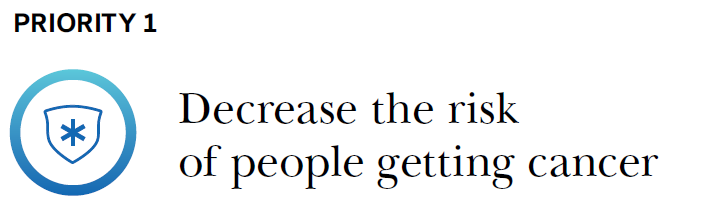 PRIORITY 1
Decrease the risk
of people getting cancer